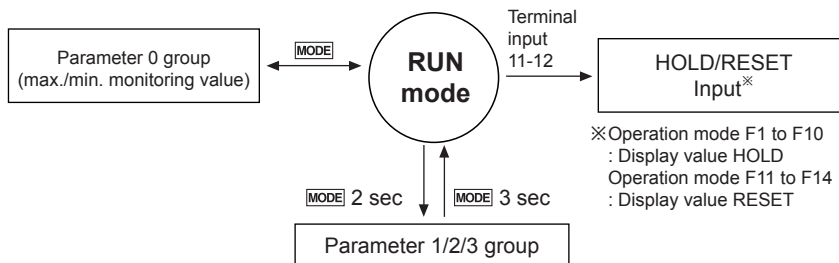 Parameter 0 group
(max./min. monitoring value)
MODE
RUN
mode
Terminal
input
11-12
HOLD/RESET
Input※
※Operation mode F1 to F10
: Display value HOLD
Operation mode F11 to F14
: Display value RESET
MODE 2 sec
MODE 3 sec
Parameter 1/2/3 group